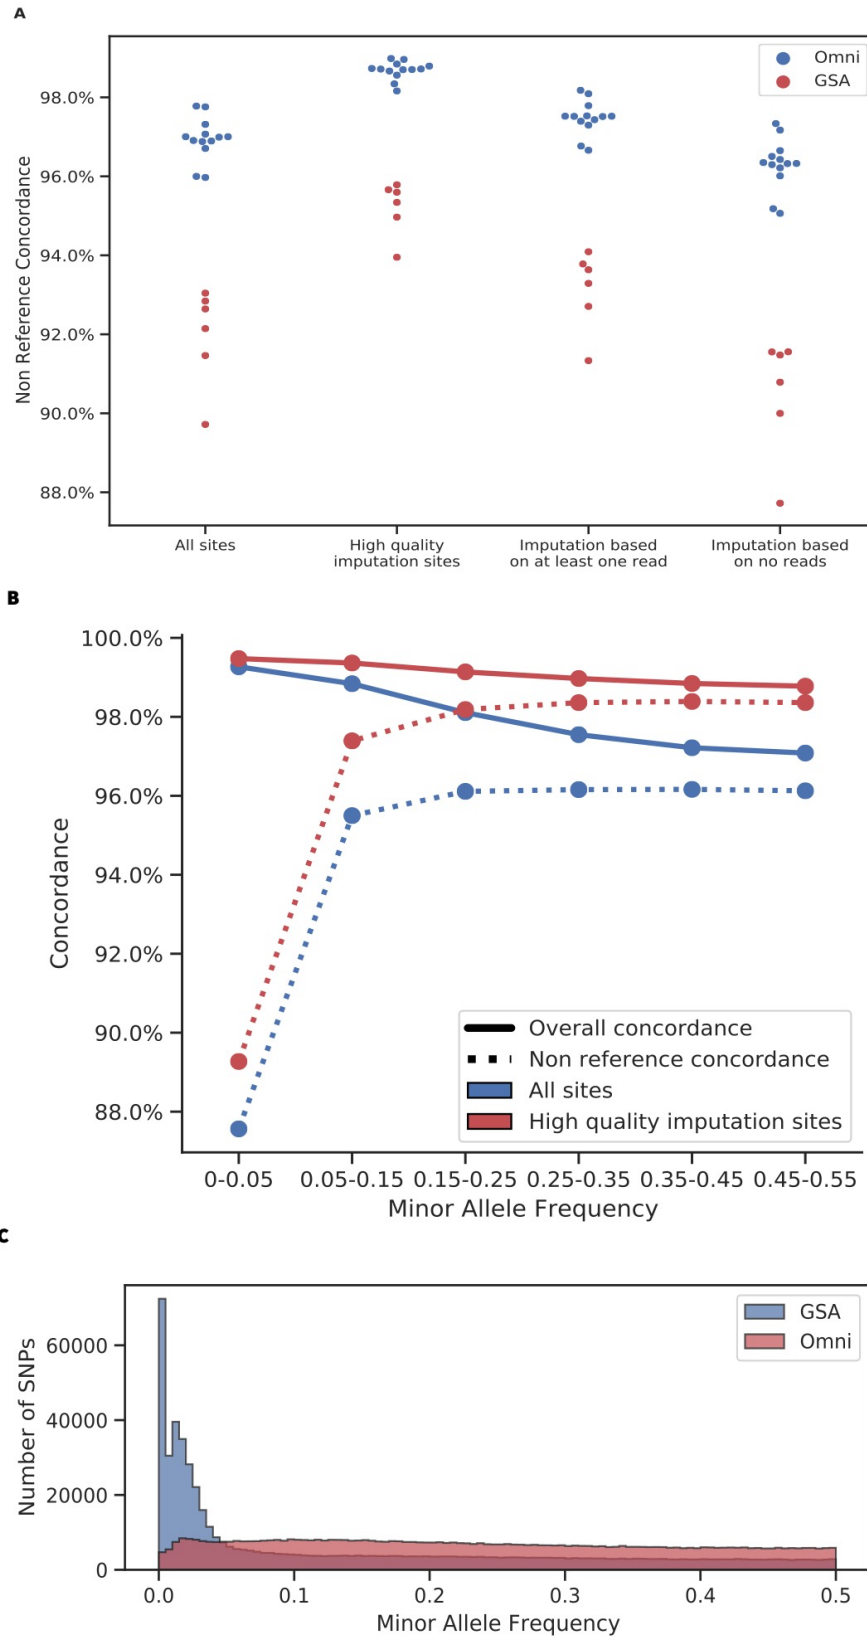 A
Non Reference Concordance
98.0%
96.0%
94.0%
92.0%
90.0%
88.0%
Omni
GSA
All sites
High quality
imputation sites
Imputation based
on at least one read
Imputation based
on no reads
B
Concordance
100.0%
98.0%
96.0%
94.0%
92.0%
90.0%
88.0%
Overall concordance
Non reference concordance
All sites
High quality imputation sites
0-0.05 0.05-0.15 0.15-0.25 0.25-0.35 0.35-0.45 0.45-0.55
Minor Allele Frequency
C
Number of SNPs
60000
40000
20000
0
GSA
Omni
0.0 0.1 0.2 0.3 0.4 0.5
Minor Allele Frequency